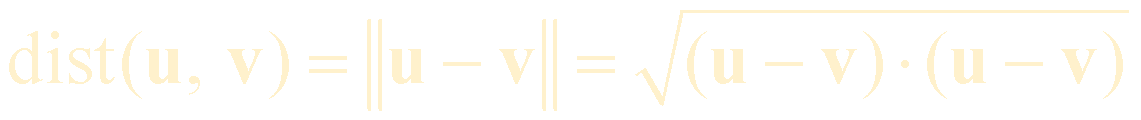 dist(u, v) = ‖u − v‖ = √(u − v) · (u − v)